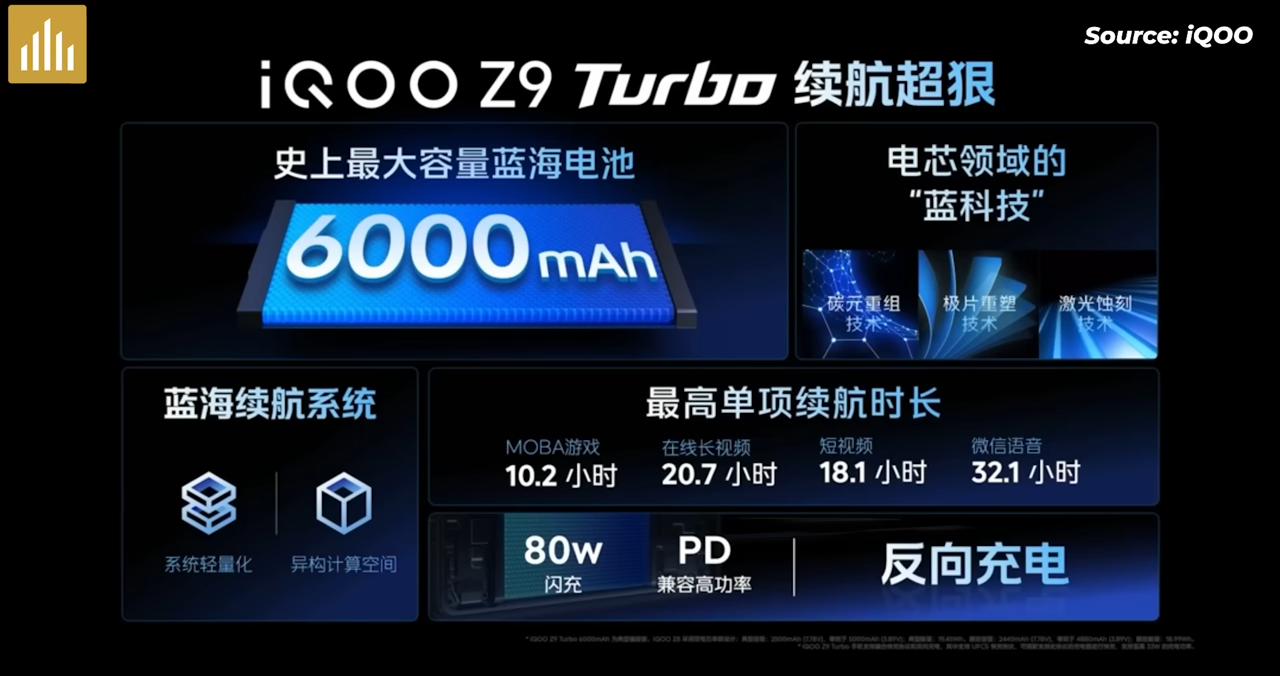 Source: iQOO
iQOO Z9 Turbo 续航超狠
史上最大容量蓝海电池
6000mAh
电芯领域的
“蓝科技”
碳元重组
技术
极片重塑
技术
激光蚀刻
技术
蓝海续航系统
系统轻量化
异构计算空间
最高单项续航时长
MOBA游戏
10.2 小时
在线长视频
20.7 小时
短视频
18.1 小时
微信语音
32.1 小时
80w
闪充
PD
兼容高功率
反向充电